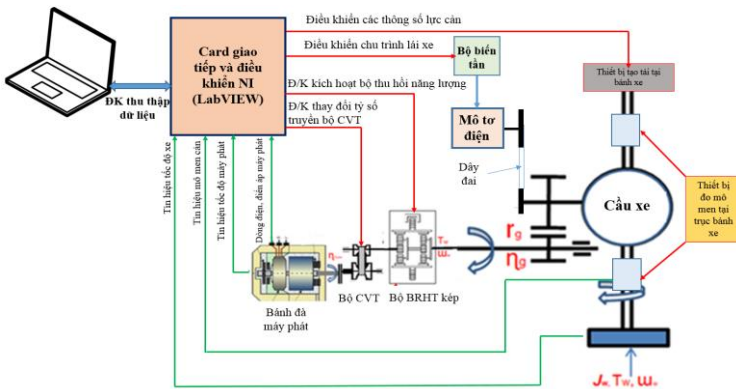 Điều khiển các thông số lực cản
Điều khiển chu trình lái xe
Card giao
tiếp và điều
khiển NI
(LabVIEW)
Bộ biến
tần
Thiết bị tạo tải tại
bánh xe
ĐK thu thập
dữ liệu
Đ/K kích hoạt bộ thu hồi năng lượng
Đ/K thay đổi tỷ số
truyền bộ CVT
Mô tơ
điện
Tín hiệu tốc độ xe
Tín hiệu mô men cản
Tín hiệu tốc độ máy phát
Dòng điện, điện áp máy phát
Dây
đai
Cầu xe
Thiết bị
đo mô
men tại
trục bánh
xe
r_g
η_g
Bánh đà
máy phát
Bộ CVT
Bộ BRHT kép